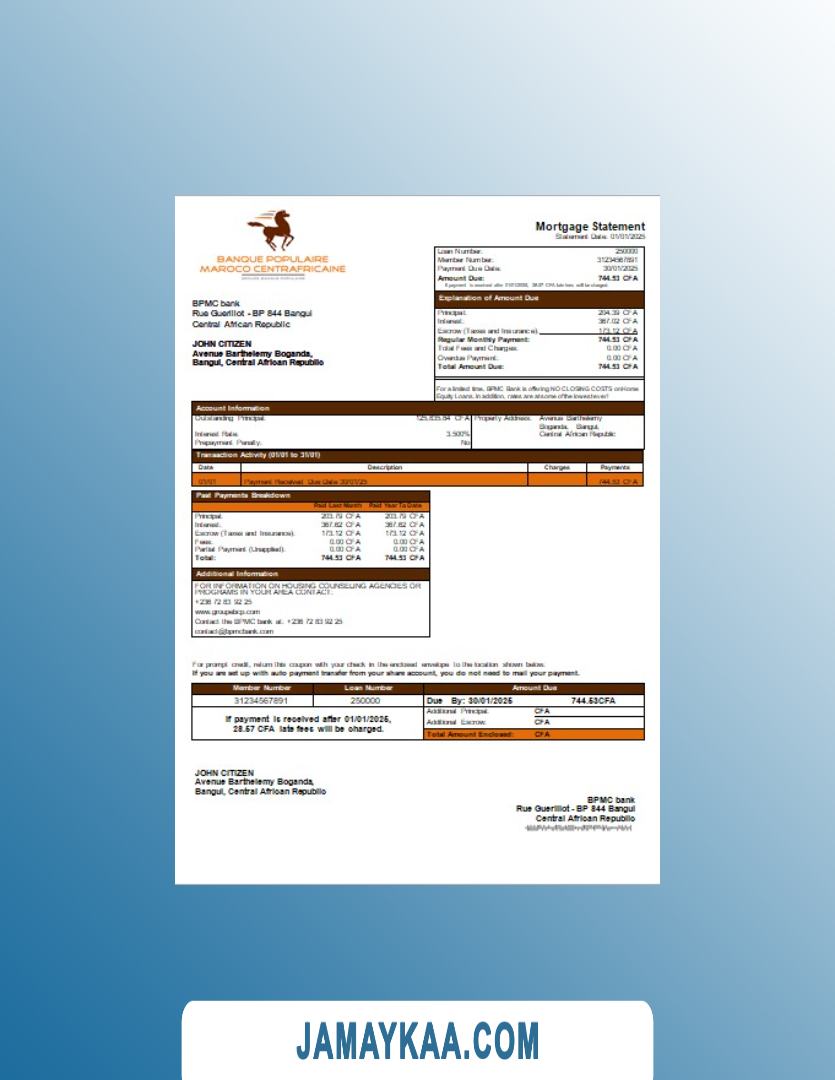 BANQUE POPULAIRE
MAROCO CENTRAFRICAINE
Mortgage Statement
Statement Date: 01/01/2025
Loan Number: 250000
Member Number: 31234567891
Payment Due Date: 30/01/2025
Amount Due: 744.53 CFA
If payment is received after 01/01/2025, 28.57 CFA late fees will be charged.
BPMC bank
Rue Guerillot - BP 844 Bangui
Central African Republic
JOHN CITIZEN
Avenue Barthelemy Boganda,
Bangui, Central African Republic
Explanation of Amount Due
Principal: 204.39 CFA
Interest: 367.02 CFA
Escrow (Taxes and Insurance): 173.12 CFA
Regular Monthly Payment: 744.53 CFA
Total Fees and Charges: 0.00 CFA
Overdue Payment: 0.00 CFA
Total Amount Due: 744.53 CFA
For a limited time, BPMC Bank is offering NO CLOSING COSTS on Home
Equity Loans. In addition, rates are at some of the lowest ever!
Account Information
Outstanding Principal: 125,835.84 CFA Property Address: Avenue Barthelemy
Boganda, Bangui,
Interest Rate: 3.500% Central African Republic
Prepayment Penalty: No
Transaction Activity (01/01 to 31/01)
Date Description Charges Payments
01/01 Payment Received Due Date 30/01/25 744.53 CFA
Past Payments Breakdown
Paid Last Month Paid Year To Date
Principal: 203.79 CFA 203.79 CFA
Interest: 367.62 CFA 367.62 CFA
Escrow (Taxes and Insurance): 173.12 CFA 173.12 CFA
Fees: 0.00 CFA 0.00 CFA
Partial Payment (Unapplied): 0.00 CFA 0.00 CFA
Total: 744.53 CFA 744.53 CFA
Additional Information
FOR INFORMATION ON HOUSING COUNSELING AGENCIES OR
PROGRAMS IN YOUR AREA CONTACT:
+236 72 83 92 25
www.groupebcp.com
Contact the BPMC bank at: +236 72 83 92 25
contact@bpmcbank.com
For prompt credit, return this coupon with your check in the enclosed envelope to the location shown below.
If you are set up with auto payment transfer from your share account, you do not need to mail your payment.
Member Number Loan Number Amount Due
31234567891 250000 Due By: 30/01/2025 744.53CFA
If payment is received after 01/01/2025,
28.57 CFA late fees will be charged.
Additional Principal: CFA
Additional Escrow: CFA
Total Amount Enclosed: CFA
JOHN CITIZEN
Avenue Barthelemy Boganda,
Bangui, Central African Republic
BPMC bank
Rue Guerillot - BP 844 Bangui
Central African Republic
JAMAYKAA.COM